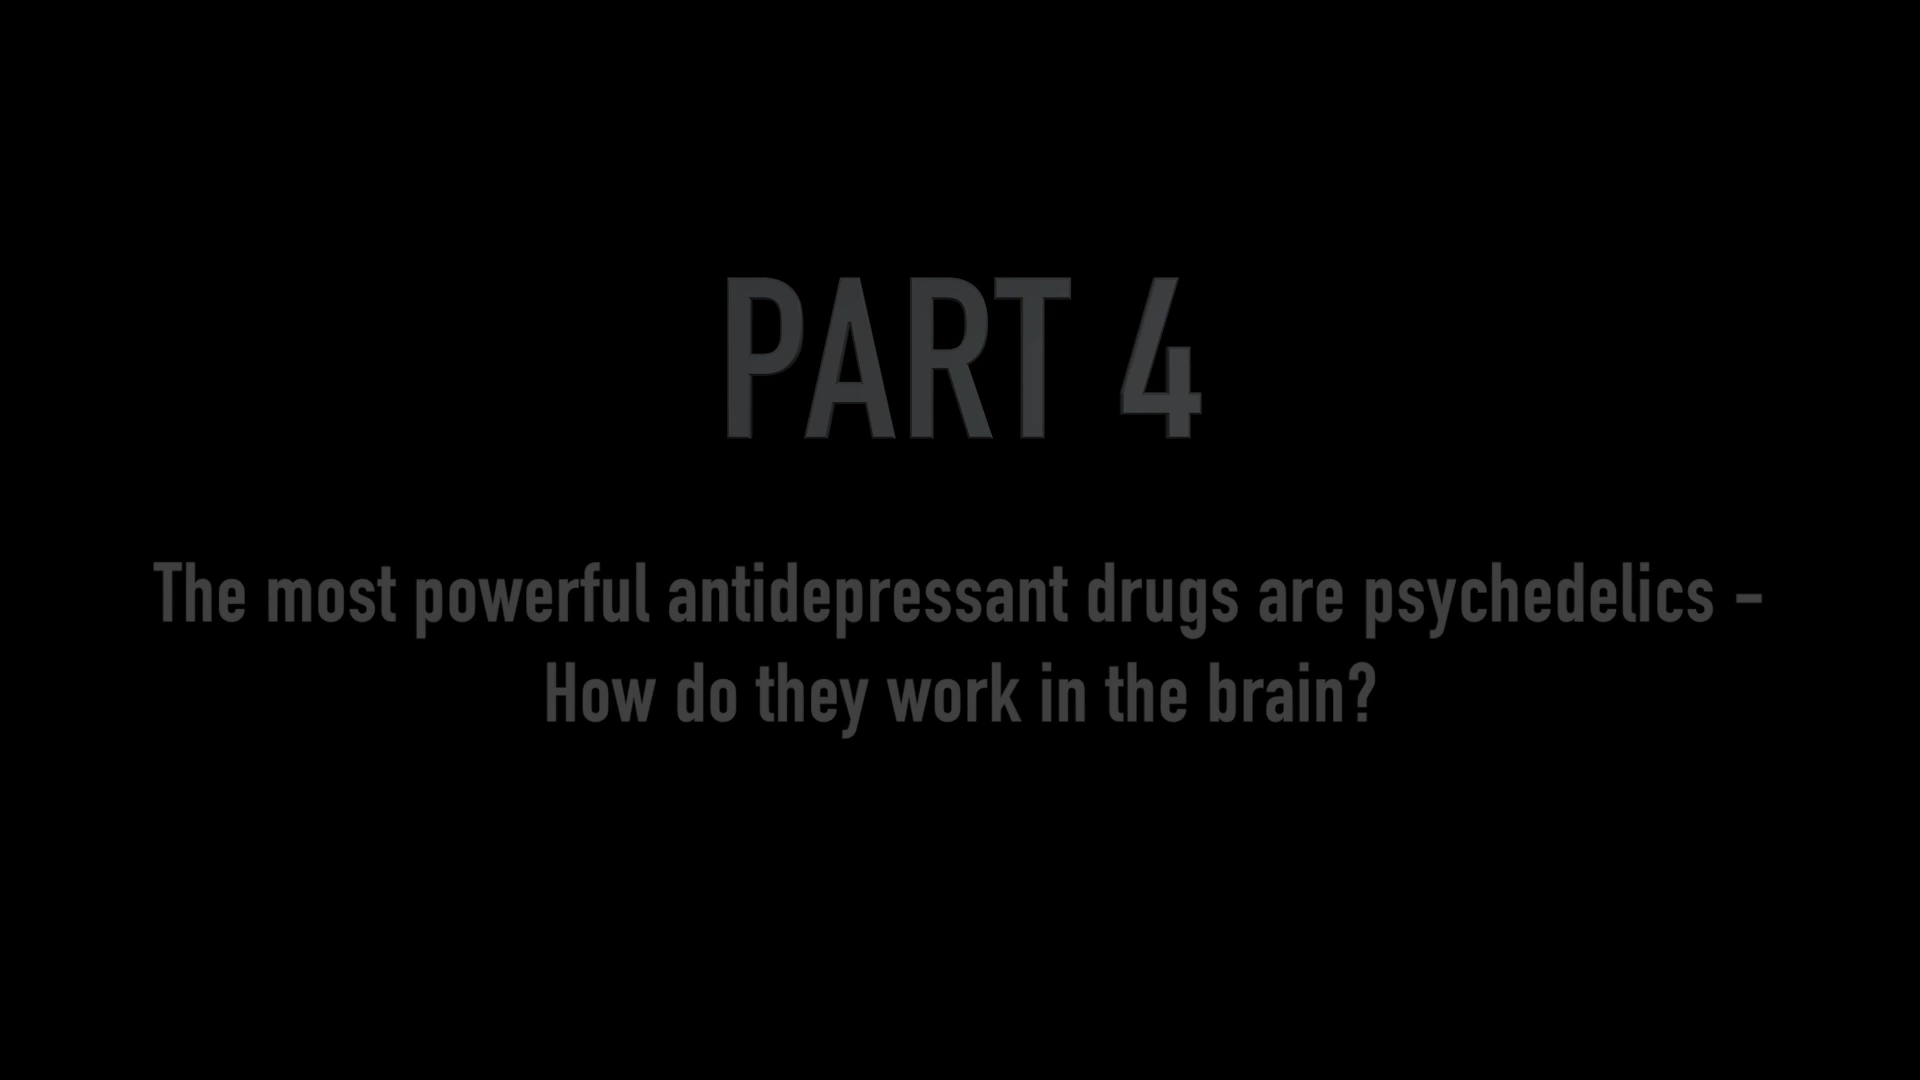 PART 4
The most powerful antidepressant drugs are psychedelics -
How do they work in the brain?